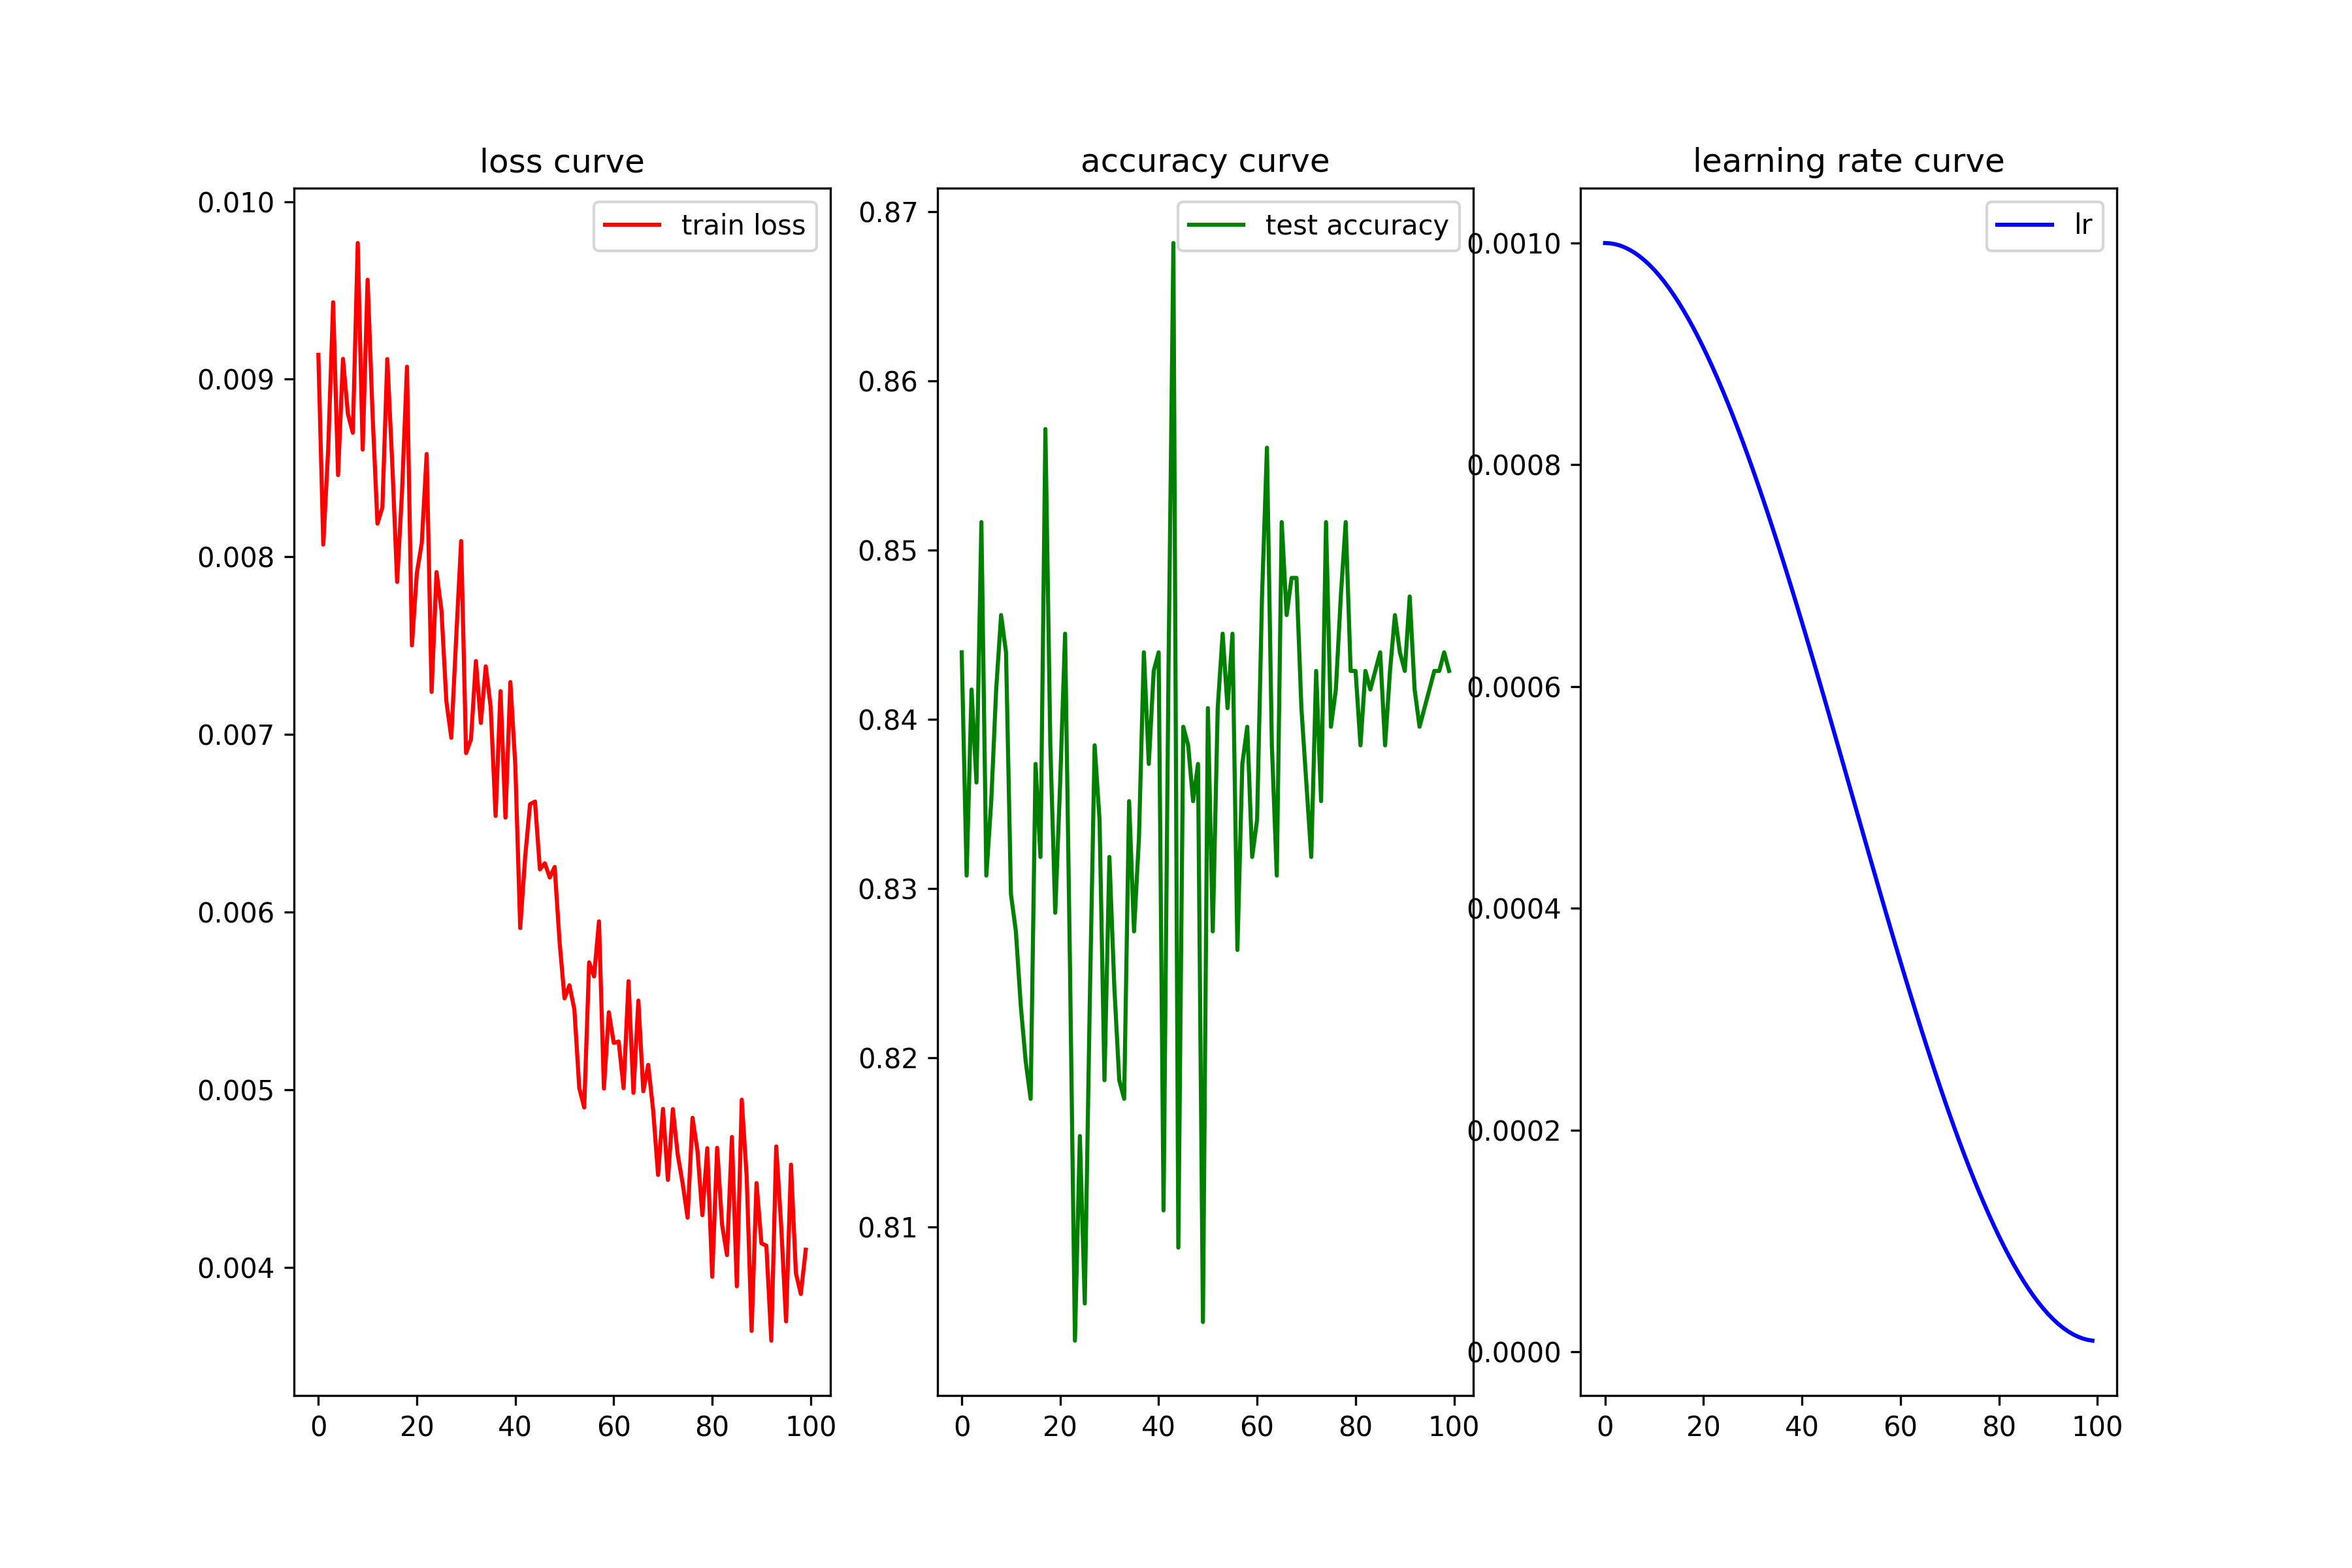 loss curve
0.010
0.009
0.008
0.007
0.006
0.005
0.004
train loss
0 20 40 60 80 100
accuracy curve
0.87
0.86
0.85
0.84
0.83
0.82
0.81
test accuracy
0 20 40 60 80 100
learning rate curve
0.0010
0.0008
0.0006
0.0004
0.0002
0.0000
lr
0 20 40 60 80 100